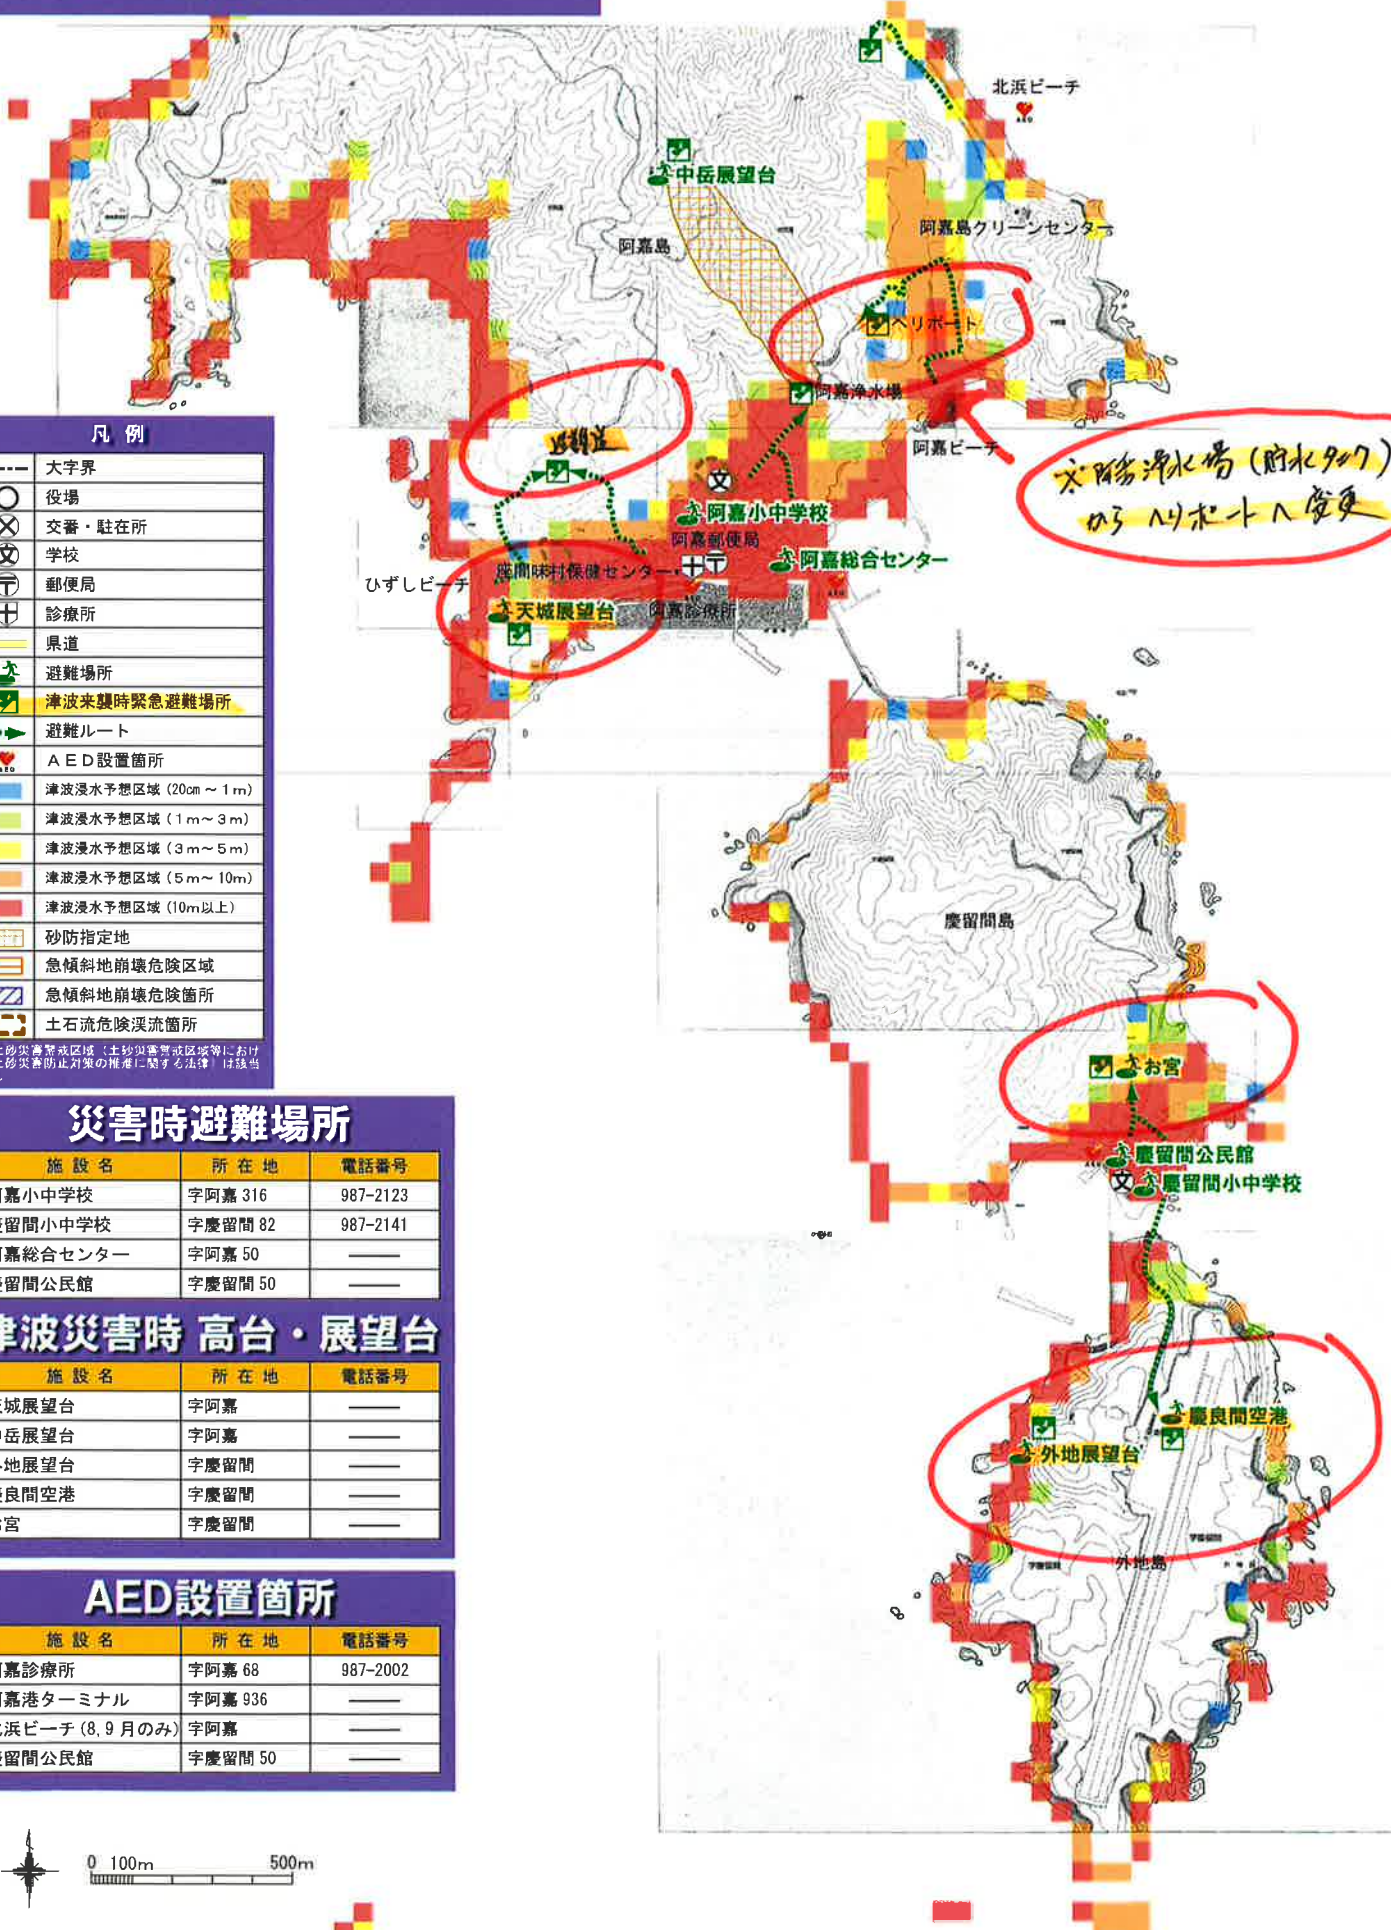 北浜ビーチ
AED
中岳展望台
阿嘉島クリーンセンター
阿嘉島
ヘリポート
阿嘉浄水場
阿嘉ビーチ
から ヘリポートへ変更
阿嘉小中学校
阿嘉郵便局
阿嘉総合センター
座間味村保健センター
ひずしビーチ
天城展望台
阿嘉診療所
慶留間島
お宮
慶留間公民館
慶留間小中学校
慶良間空港
外地展望台
外地島
凡例
大字界
役場
交番・駐在所
学校
郵便局
診療所
県道
避難場所
津波来襲時緊急避難場所
避難ルート
AED設置箇所
津波浸水予想区域 (20cm ~ 1m)
津波浸水予想区域 (1m~3m)
津波浸水予想区域 (3m~5m)
津波浸水予想区域 (5m~10m)
津波浸水予想区域 (10m以上)
砂防指定地
急傾斜地崩壊危険区域
急傾斜地崩壊危険箇所
土石流危険渓流箇所
災害時避難場所
施設名 所在地 電話番号
嘉小中学校 字阿嘉 316 987-2123
留間小中学校 字慶留間 82 987-2141
嘉総合センター 字阿嘉 50
留間公民館 字慶留間 50
津波災害時 高台・展望台
施設名 所在地 電話番号
城展望台 字阿嘉
岳展望台 字阿嘉
地展望台 字慶留間
良間空港 字慶留間
宮 字慶留間
AED設置箇所
施設名 所在地 電話番号
嘉診療所 字阿嘉 68 987-2002
嘉港ターミナル 字阿嘉 936
浜ビーチ (8, 9 月のみ) 字阿嘉
留間公民館 字慶留間 50
0 100m 500m